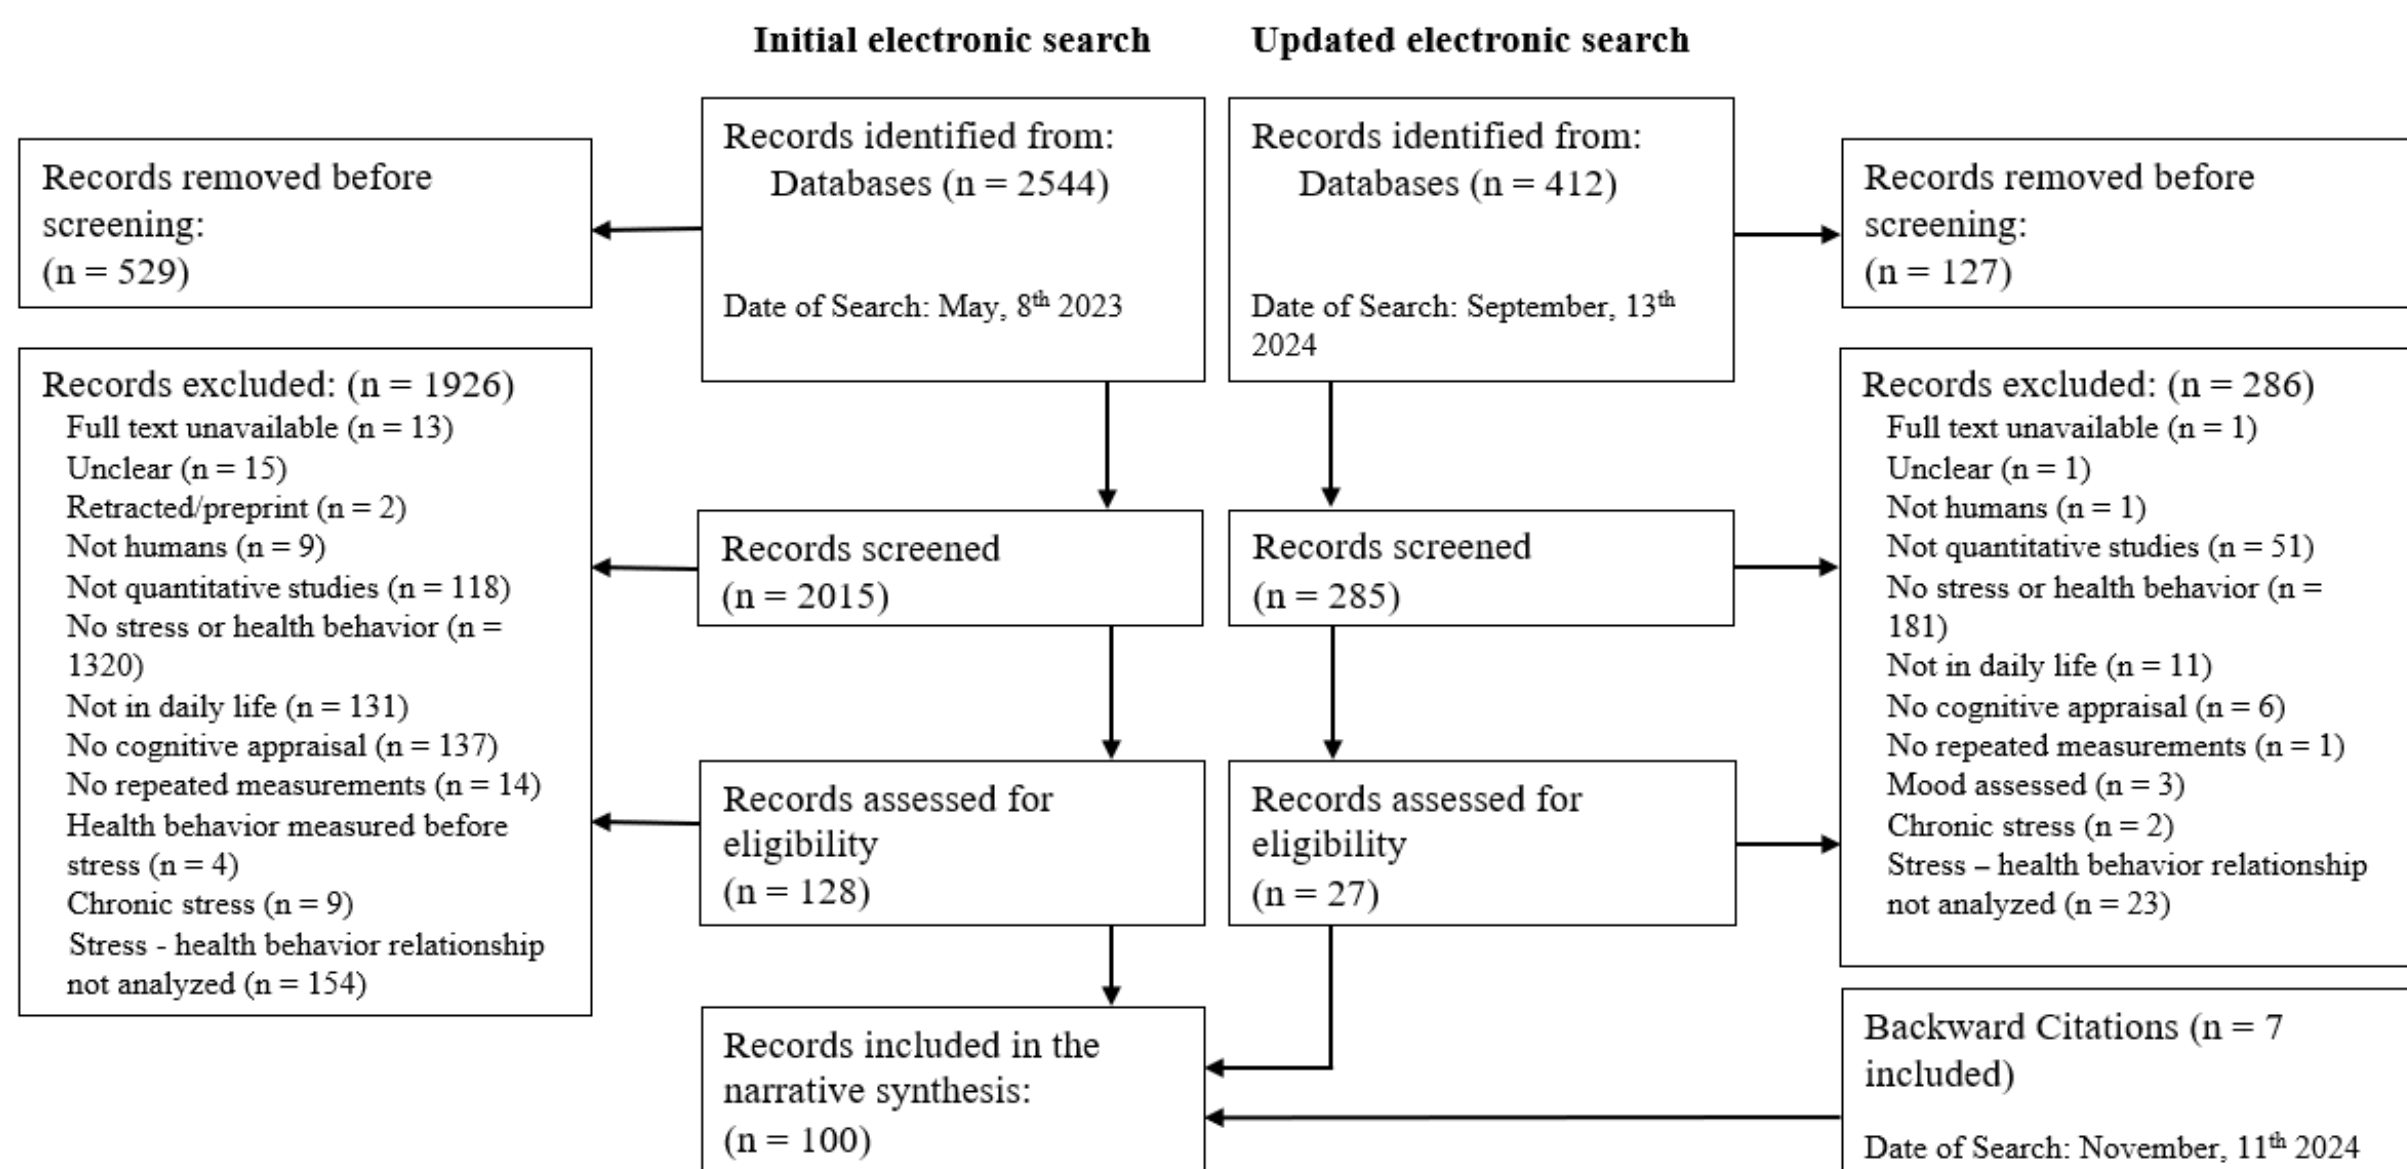 Initial electronic search
Updated electronic search
Records identified from:
Databases (n = 2544)
Date of Search: May, 8th 2023
Records identified from:
Databases (n = 412)
Date of Search: September, 13th
2024
Records removed before
screening:
(n = 529)
Records removed before
screening:
(n = 127)
Records excluded: (n = 1926)
Full text unavailable (n = 13)
Unclear (n = 15)
Retracted/preprint (n = 2)
Not humans (n = 9)
Not quantitative studies (n = 118)
No stress or health behavior (n =
1320)
Not in daily life (n = 131)
No cognitive appraisal (n = 137)
No repeated measurements (n = 14)
Health behavior measured before
stress (n = 4)
Chronic stress (n = 9)
Stress - health behavior relationship
not analyzed (n = 154)
Records screened
(n = 2015)
Records screened
(n = 285)
Records excluded: (n = 286)
Full text unavailable (n = 1)
Unclear (n = 1)
Not humans (n = 1)
Not quantitative studies (n = 51)
No stress or health behavior (n =
181)
Not in daily life (n = 11)
No cognitive appraisal (n = 6)
No repeated measurements (n = 1)
Mood assessed (n = 3)
Chronic stress (n = 2)
Stress – health behavior relationship
not analyzed (n = 23)
Records assessed for
eligibility
(n = 128)
Records assessed for
eligibility
(n = 27)
Records included in the
narrative synthesis:
(n = 100)
Backward Citations (n = 7
included)
Date of Search: November, 11th 2024